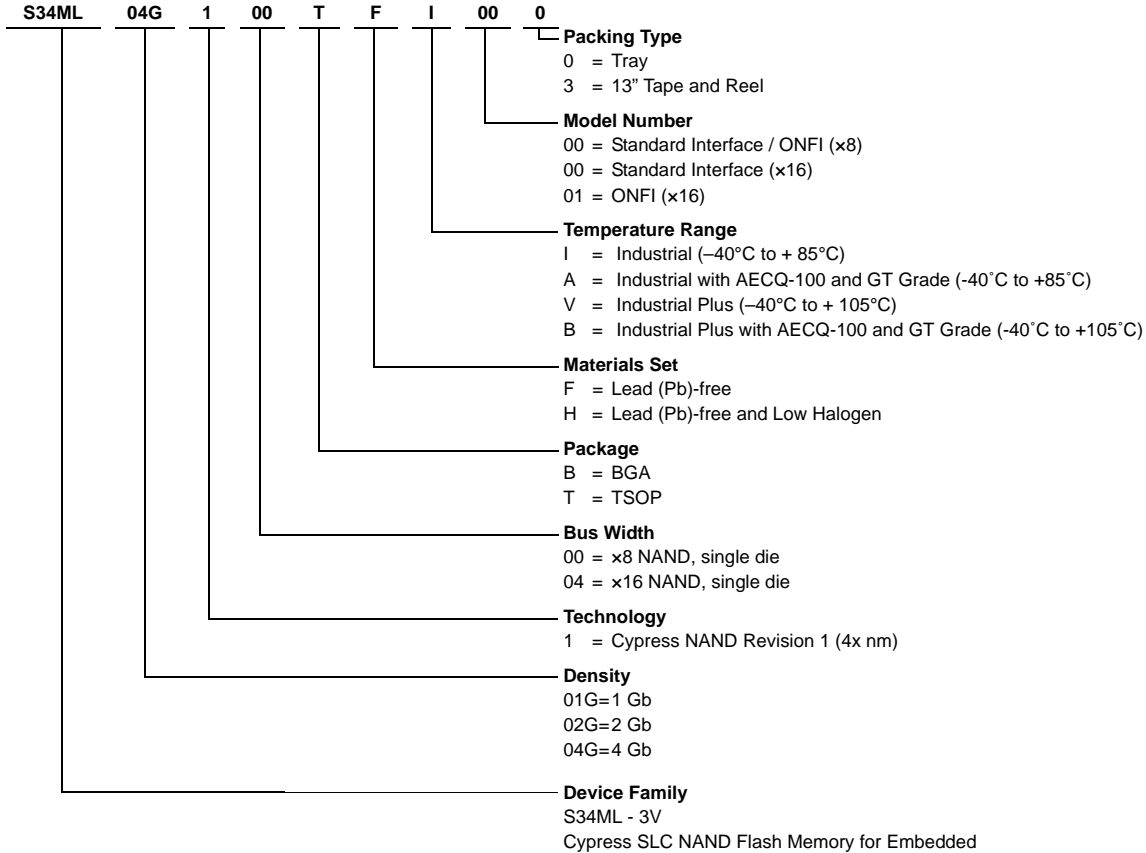 S34ML 04G 1 00 T F I 00 0
Packing Type
0 = Tray
3 = 13” Tape and Reel
Model Number
00 = Standard Interface / ONFI (×8)
00 = Standard Interface (×16)
01 = ONFI (×16)
Temperature Range
I = Industrial (–40°C to + 85°C)
A = Industrial with AECQ-100 and GT Grade (-40˚C to +85˚C)
V = Industrial Plus (–40°C to + 105°C)
B = Industrial Plus with AECQ-100 and GT Grade (-40˚C to +105˚C)
Materials Set
F = Lead (Pb)-free
H = Lead (Pb)-free and Low Halogen
Package
B = BGA
T = TSOP
Bus Width
00 = ×8 NAND, single die
04 = ×16 NAND, single die
Technology
1 = Cypress NAND Revision 1 (4x nm)
Density
01G=1 Gb
02G=2 Gb
04G=4 Gb
Device Family
S34ML - 3V
Cypress SLC NAND Flash Memory for Embedded